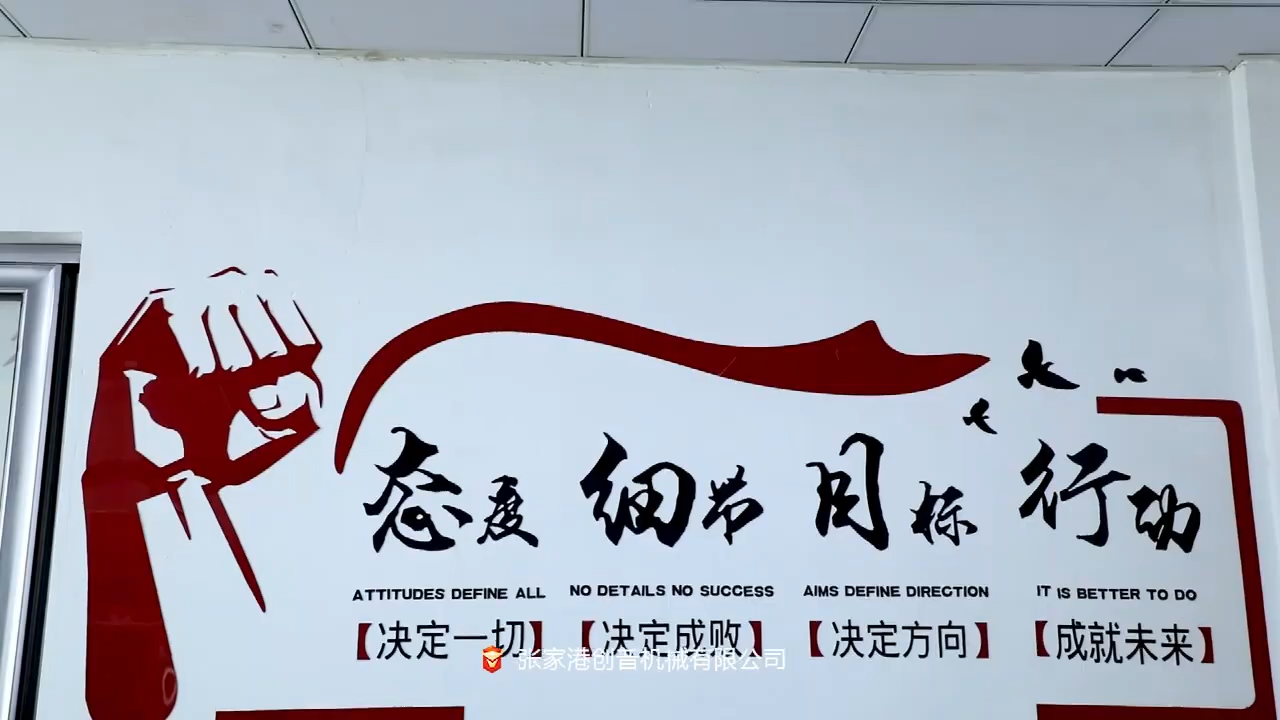 态度 细节 目标 行动
ATTITUDES DEFINE ALL NO DETAILS NO SUCCESS AIMS DEFINE DIRECTION IT IS BETTER TO DO
【决定一切】【决定成败】【决定方向】【成就未来】
张家港创普机械有限公司